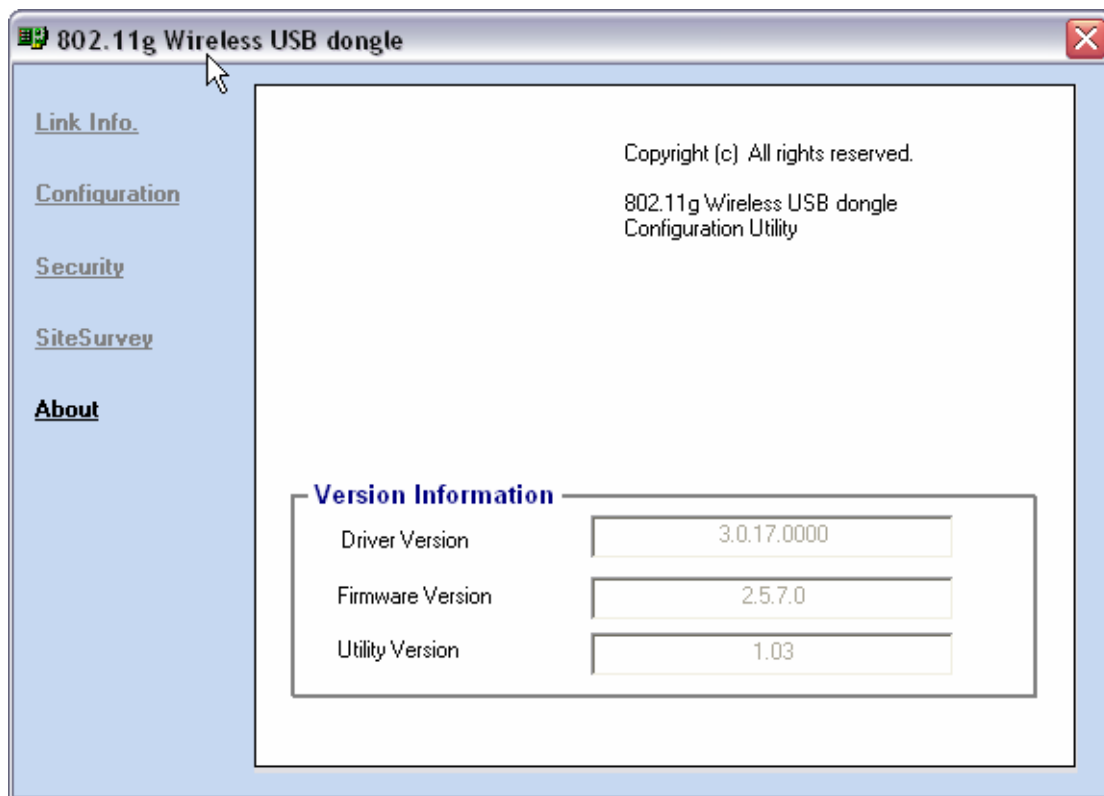 802.11g Wireless USB dongle
Link Info.
Configuration
Security
SiteSurvey
About
Copyright (c) All rights reserved.
802.11g Wireless USB dongle
Configuration Utility
Version Information
Driver Version 3.0.17.0000
Firmware Version 2.5.7.0
Utility Version 1.03